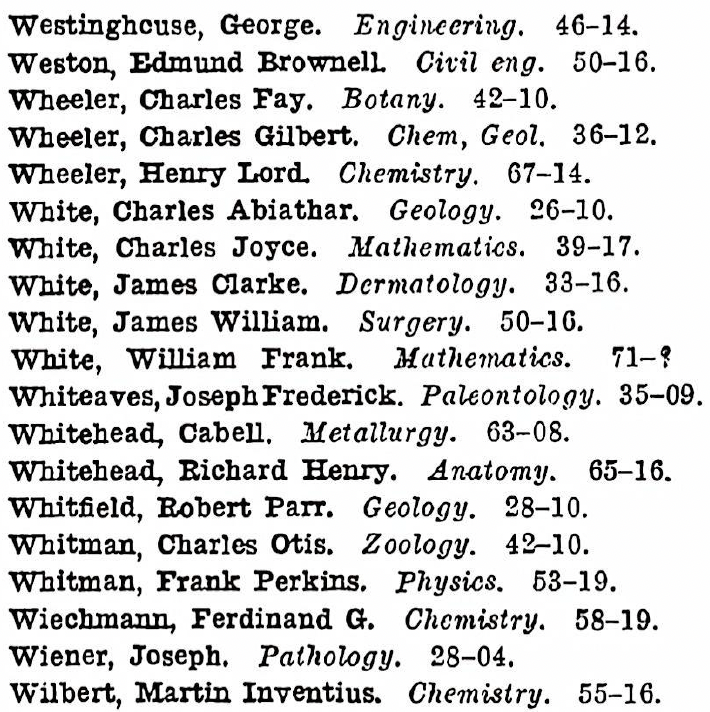 Westinghouse, George. Engineering. 46–14.
Weston, Edmund Brownell. Civil eng. 50–16.
Wheeler, Charles Fay. Botany. 42–10.
Wheeler, Charles Gilbert. Chem, Geol. 36–12.
Wheeler, Henry Lord. Chemistry. 67–14.
White, Charles Abiathar. Geology. 26–10.
White, Charles Joyce. Mathematics. 39–17.
White, James Clarke. Dermatology. 33–16.
White, James William. Surgery. 50–16.
White, William Frank. Mathematics. 71–?
Whiteaves, Joseph Frederick. Paleontology. 35–09.
Whitehead, Cabell. Metallurgy. 63–08.
Whitehead, Richard Henry. Anatomy. 65–16.
Whitfield, Robert Parr. Geology. 28–10.
Whitman, Charles Otis. Zoology. 42–10.
Whitman, Frank Perkins. Physics. 53–19.
Wiechmann, Ferdinand G. Chemistry. 58–19.
Wiener, Joseph. Pathology. 28–04.
Wilbert, Martin Inventius. Chemistry. 55–16.